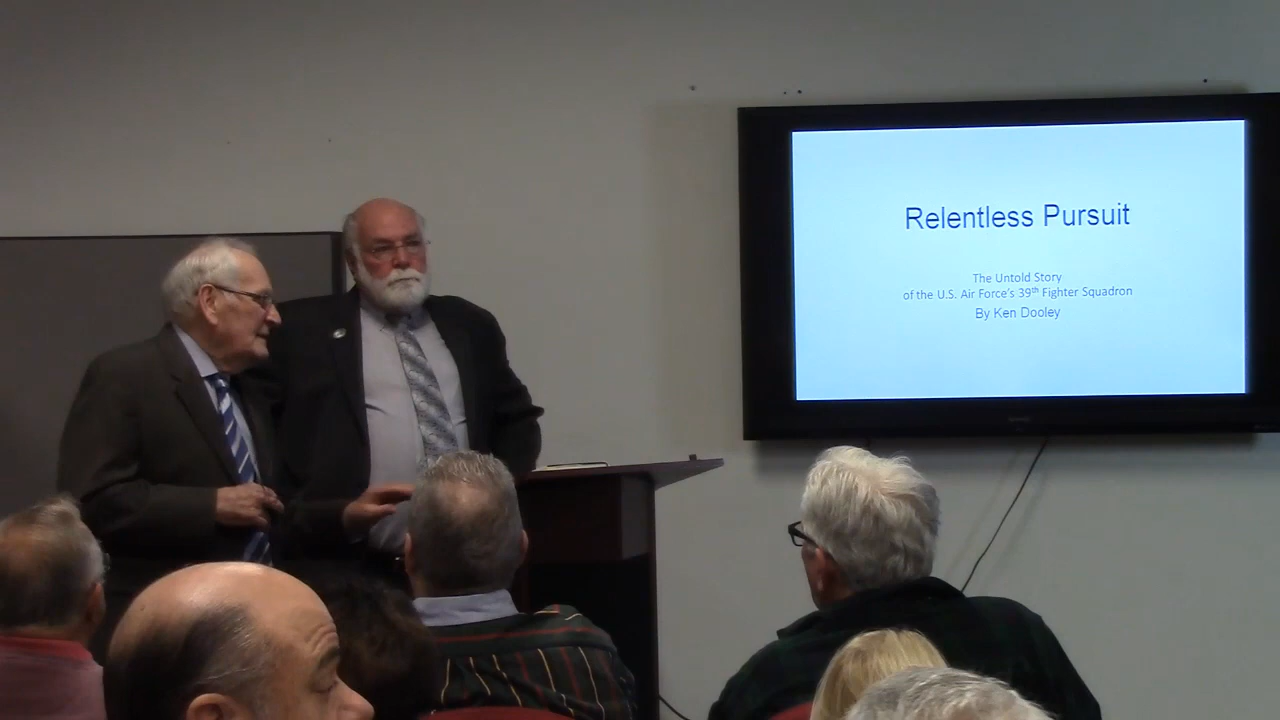 Relentless Pursuit
The Untold Story
of the U.S. Air Force's 39th Fighter Squadron
By Ken Dooley